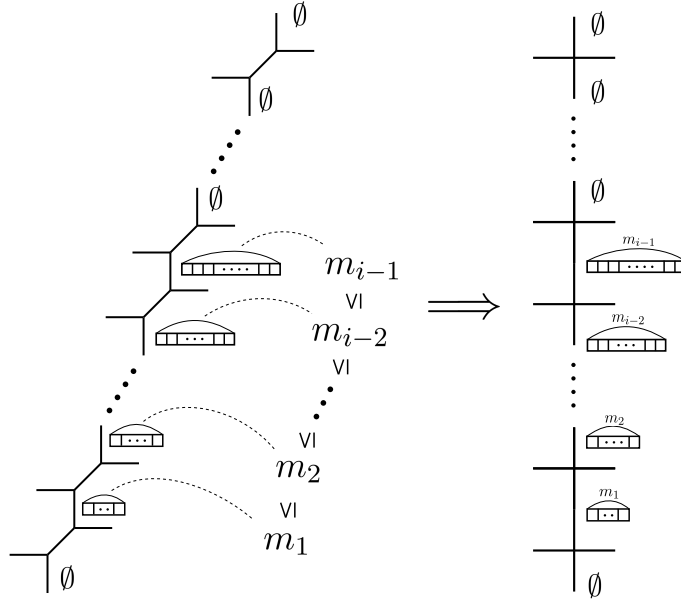 ∅
∅
∅
m_{i−1}
≤
m_{i−2}
≤
≤
m_2
≤
m_1
∅
⟹
∅
∅
∅
m_{i−1}
m_{i−2}
m_2
m_1
∅